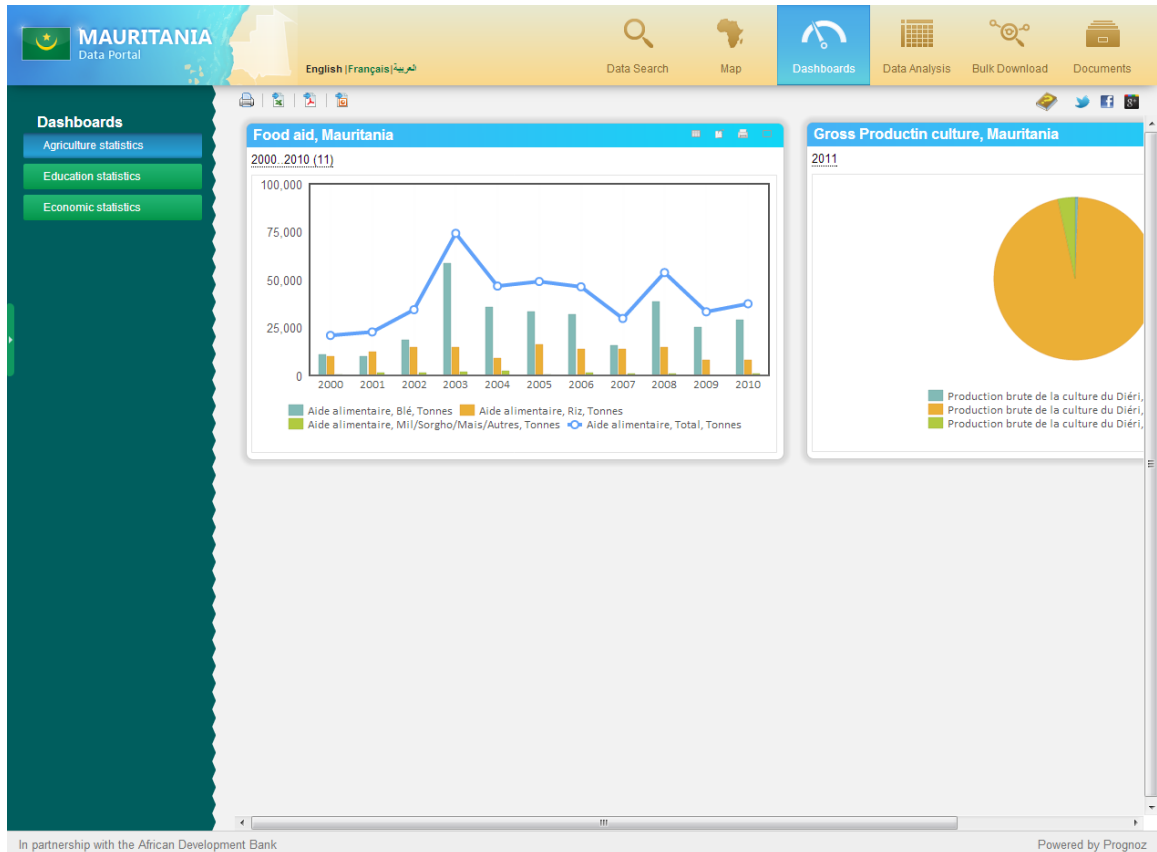 MAURITANIA
Data Portal
English |Français|العربية
Data Search
Map
Dashboards
Data Analysis
Bulk Download
Documents
Dashboards
Agriculture statistics
Education statistics
Economic statistics
Food aid, Mauritania
2000..2010 (11)
100,000
75,000
50,000
25,000
0
2000 2001 2002 2003 2004 2005 2006 2007 2008 2009 2010
Aide alimentaire, Blé, Tonnes Aide alimentaire, Riz, Tonnes
Aide alimentaire, Mil/Sorgho/Mais/Autres, Tonnes Aide alimentaire, Total, Tonnes
Gross Productin culture, Mauritania
2011
Production brute de la culture du Diéri,
Production brute de la culture du Diéri,
Production brute de la culture du Diéri,
In partnership with the African Development Bank
Powered by Prognoz